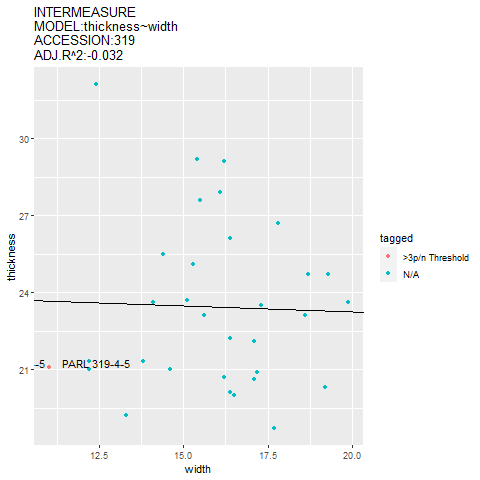 INTERMEASURE
MODEL:thickness~width
ACCESSION:319
ADJ.R^2:-0.032
30
27
24
21
thickness
-5 PARL 319-4-5
12.5 15.0 17.5 20.0
width
tagged
>3p/n Threshold
N/A